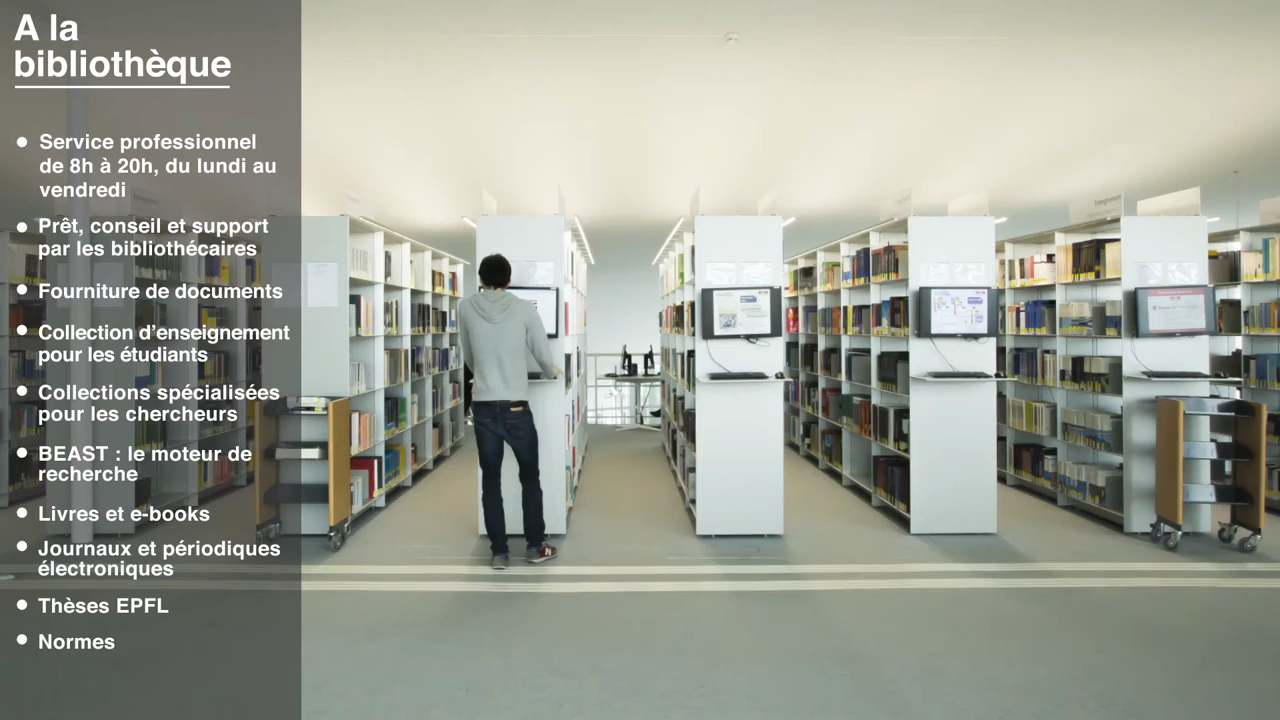 A la
bibliothèque
Service professionnel
de 8h à 20h, du lundi au
vendredi
Prêt, conseil et support
par les bibliothécaires
Fourniture de documents
Collection d’enseignement
pour les étudiants
Collections spécialisées
pour les chercheurs
BEAST : le moteur de
recherche
Livres et e-books
Journaux et périodiques
électroniques
Thèses EPFL
Normes